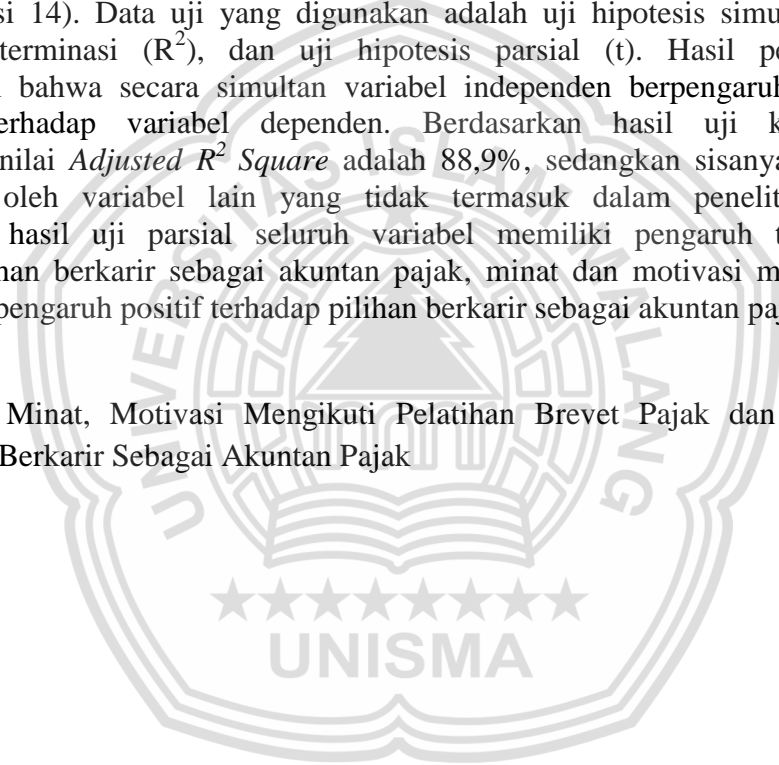 si 14). Data uji yang digunakan adalah uji hipotesis simu
terminasi (R²), dan uji hipotesis parsial (t). Hasil pe
bahwa secara simultan variabel independen berpengaruh
erhadap variabel dependen. Berdasarkan hasil uji k
nilai Adjusted R² Square adalah 88,9%, sedangkan sisanya
oleh variabel lain yang tidak termasuk dalam penelit
hasil uji parsial seluruh variabel memiliki pengaruh t
han berkarir sebagai akuntan pajak, minat dan motivasi m
pengaruh positif terhadap pilihan berkarir sebagai akuntan paj
Minat, Motivasi Mengikuti Pelatihan Brevet Pajak dan
Berkarir Sebagai Akuntan Pajak
UNIVERSITAS ISLAM MALANG
UNISMA